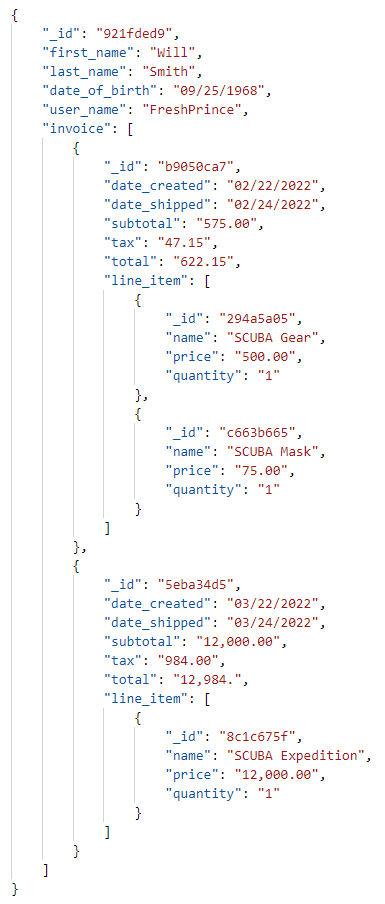 {
"_id": "921fded9",
"first_name": "Will",
"last_name": "Smith",
"date_of_birth": "09/25/1968",
"user_name": "FreshPrince",
"invoice": [
{
"_id": "b9050ca7",
"date_created": "02/22/2022",
"date_shipped": "02/24/2022",
"subtotal": "575.00",
"tax": "47.15",
"total": "622.15",
"line_item": [
{
"_id": "294a5a05",
"name": "SCUBA Gear",
"price": "500.00",
"quantity": "1"
},
{
"_id": "c663b665",
"name": "SCUBA Mask",
"price": "75.00",
"quantity": "1"
}
]
},
{
"_id": "5eba34d5",
"date_created": "03/22/2022",
"date_shipped": "03/24/2022",
"subtotal": "12,000.00",
"tax": "984.00",
"total": "12,984.",
"line_item": [
{
"_id": "8c1c675f",
"name": "SCUBA Expedition",
"price": "12,000.00",
"quantity": "1"
}
]
}
]
}